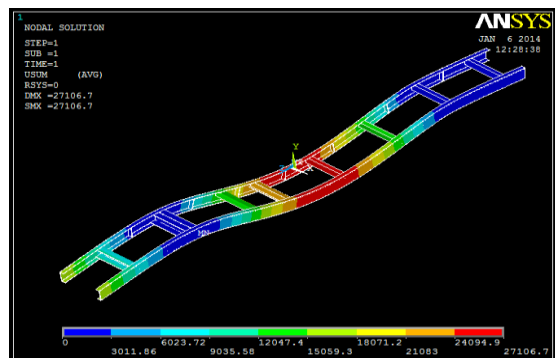 1
NODAL SOLUTION
STEP=1
SUB =1
TIME=1
USUM (AVG)
RSYS=0
DMX =27106.7
SMX =27106.7
ANSYS
JAN 6 2014
12:28:38
Y
X
MN
0 6023.72 12047.4 18071.2 24094.9
3011.86 9035.58 15059.3 21083 27106.7